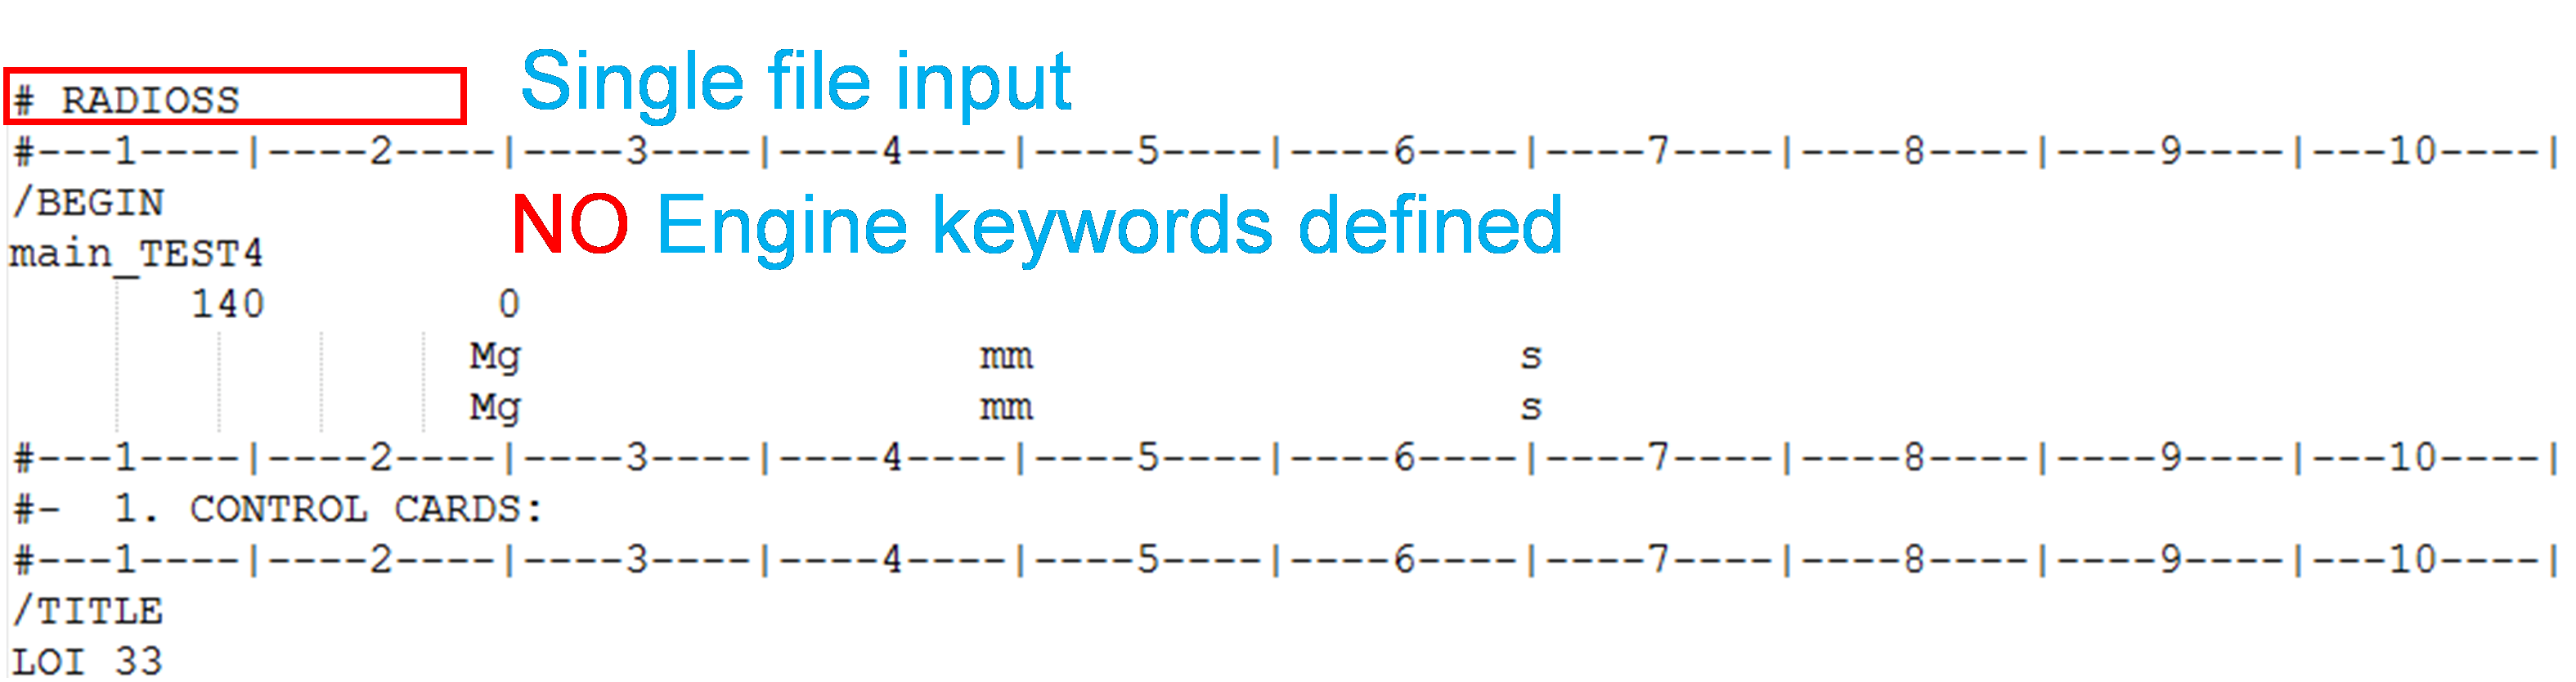 # RADIOSS Single file input
#---1----|----2----|----3----|----4----|----5----|----6----|----7----|----8----|----9----|---10----|
/BEGIN NO Engine keywords defined
main_TEST4
140 0
Mg mm s
Mg mm s
#---1----|----2----|----3----|----4----|----5----|----6----|----7----|----8----|----9----|---10----|
#- 1. CONTROL CARDS:
#---1----|----2----|----3----|----4----|----5----|----6----|----7----|----8----|----9----|---10----|
/TITLE
LOI 33